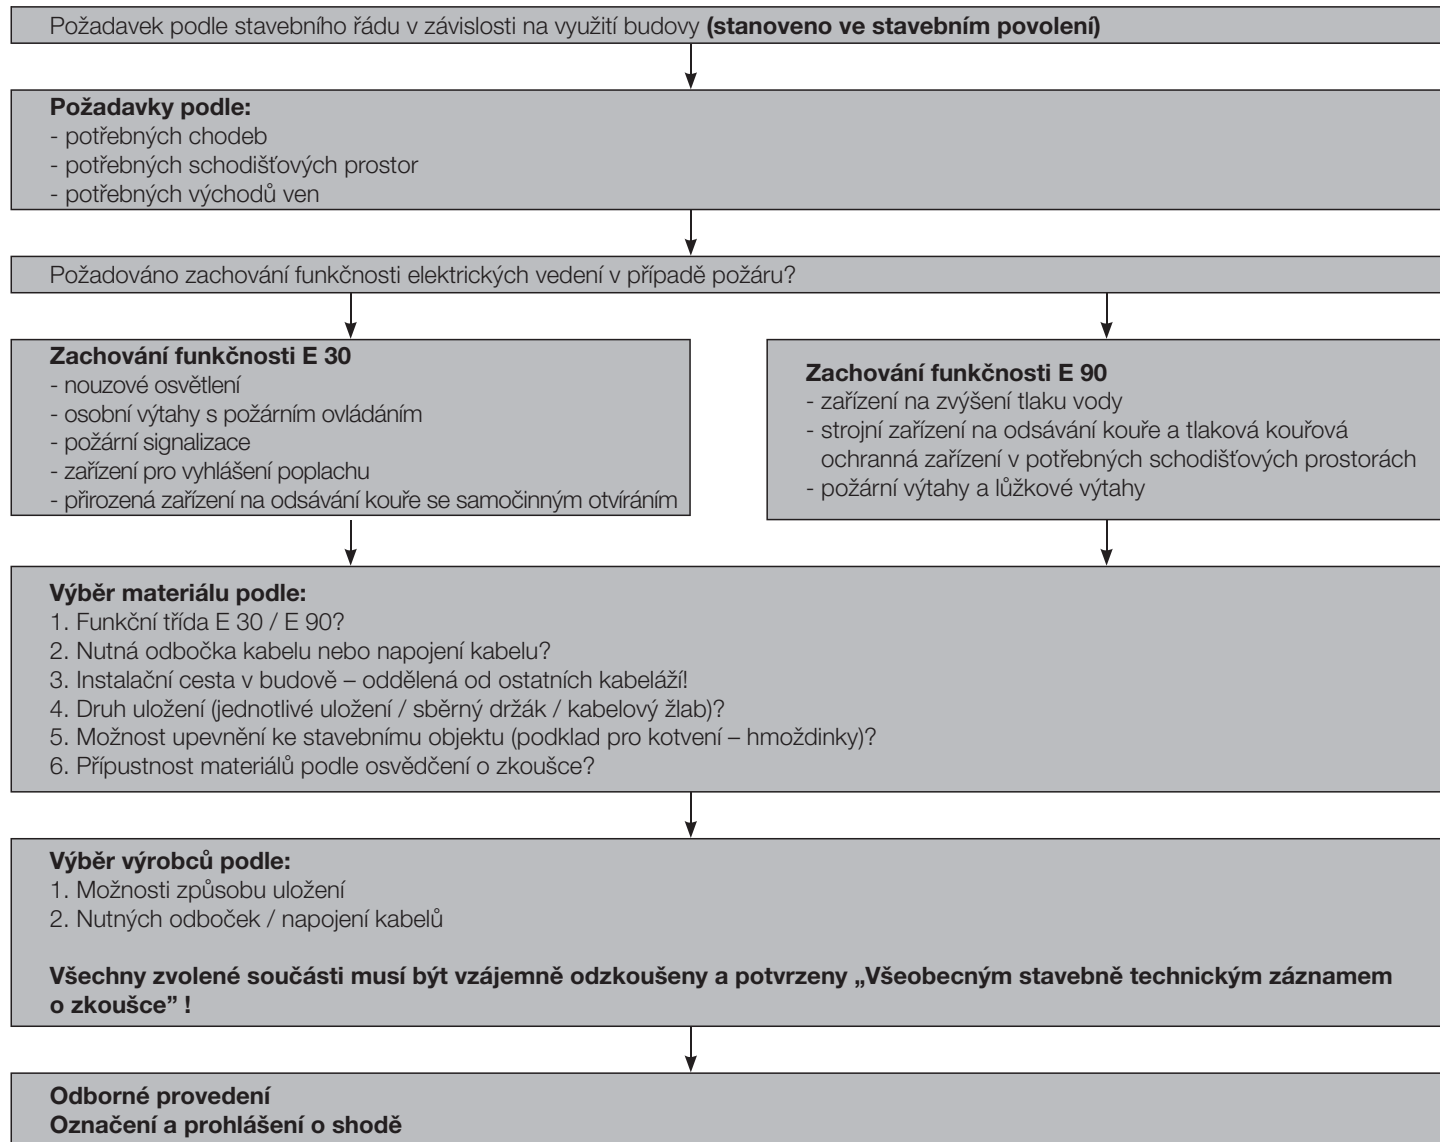 Požadavek podle stavebního řádu v závislosti na využití budovy (stanoveno ve stavebním povolení)
Požadavky podle:
- potřebných chodeb
- potřebných schodišťových prostor
- potřebných východů ven
Požadováno zachování funkčnosti elektrických vedení v případě požáru?
Zachování funkčnosti E 30
- nouzové osvětlení
- osobní výtahy s požárním ovládáním
- požární signalizace
- zařízení pro vyhlášení poplachu
- přirozená zařízení na odsávání kouře se samočinným otvíráním
Zachování funkčnosti E 90
- zařízení na zvýšení tlaku vody
- strojní zařízení na odsávání kouře a tlaková kouřová
ochranná zařízení v potřebných schodišťových prostorách
- požární výtahy a lůžkové výtahy
Výběr materiálu podle:
1. Funkční třída E 30 / E 90?
2. Nutná odbočka kabelu nebo napojení kabelu?
3. Instalační cesta v budově – oddělená od ostatních kabeláží!
4. Druh uložení (jednotlivé uložení / sběrný držák / kabelový žlab)?
5. Možnost upevnění ke stavebnímu objektu (podklad pro kotvení – hmoždinky)?
6. Přípustnost materiálů podle osvědčení o zkoušce?
Výběr výrobců podle:
1. Možnosti způsobu uložení
2. Nutných odboček / napojení kabelů
Všechny zvolené součásti musí být vzájemně odzkoušeny a potvrzeny „Všeobecným stavebně technickým záznamem
o zkoušce” !
Odborné provedení
Označení a prohlášení o shodě